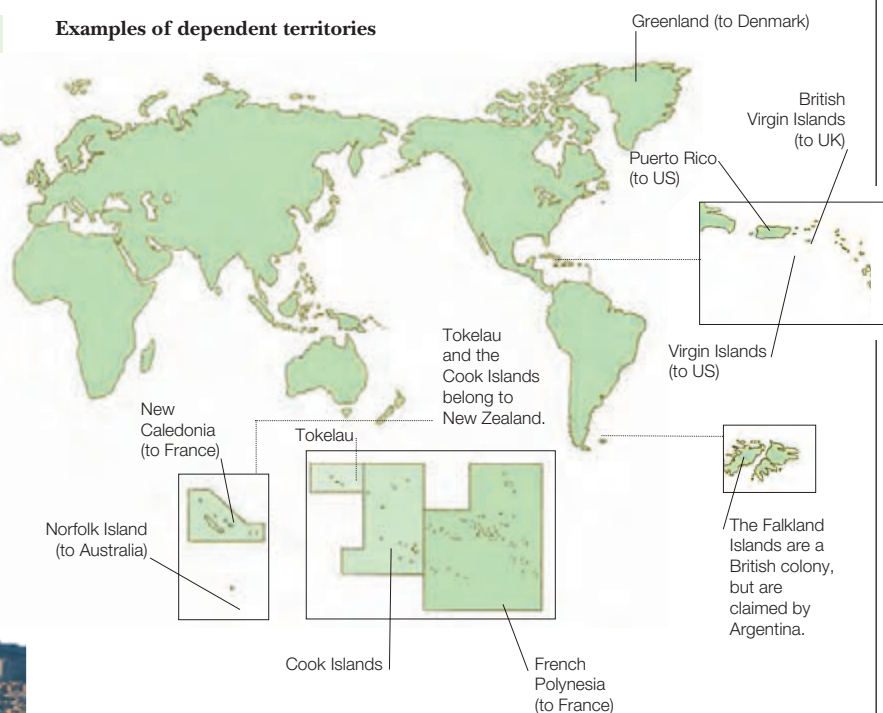 Examples of dependent territories
Greenland (to Denmark)
British
Virgin Islands
(to UK)
Puerto Rico
(to US)
Virgin Islands
(to US)
Tokelau
and the
Cook Islands
belong to
New Zealand.
New
Caledonia
(to France)
Tokelau
Norfolk Island
(to Australia)
The Falkland
Islands are a
British colony,
but are
claimed by
Argentina.
Cook Islands
French
Polynesia
(to France)